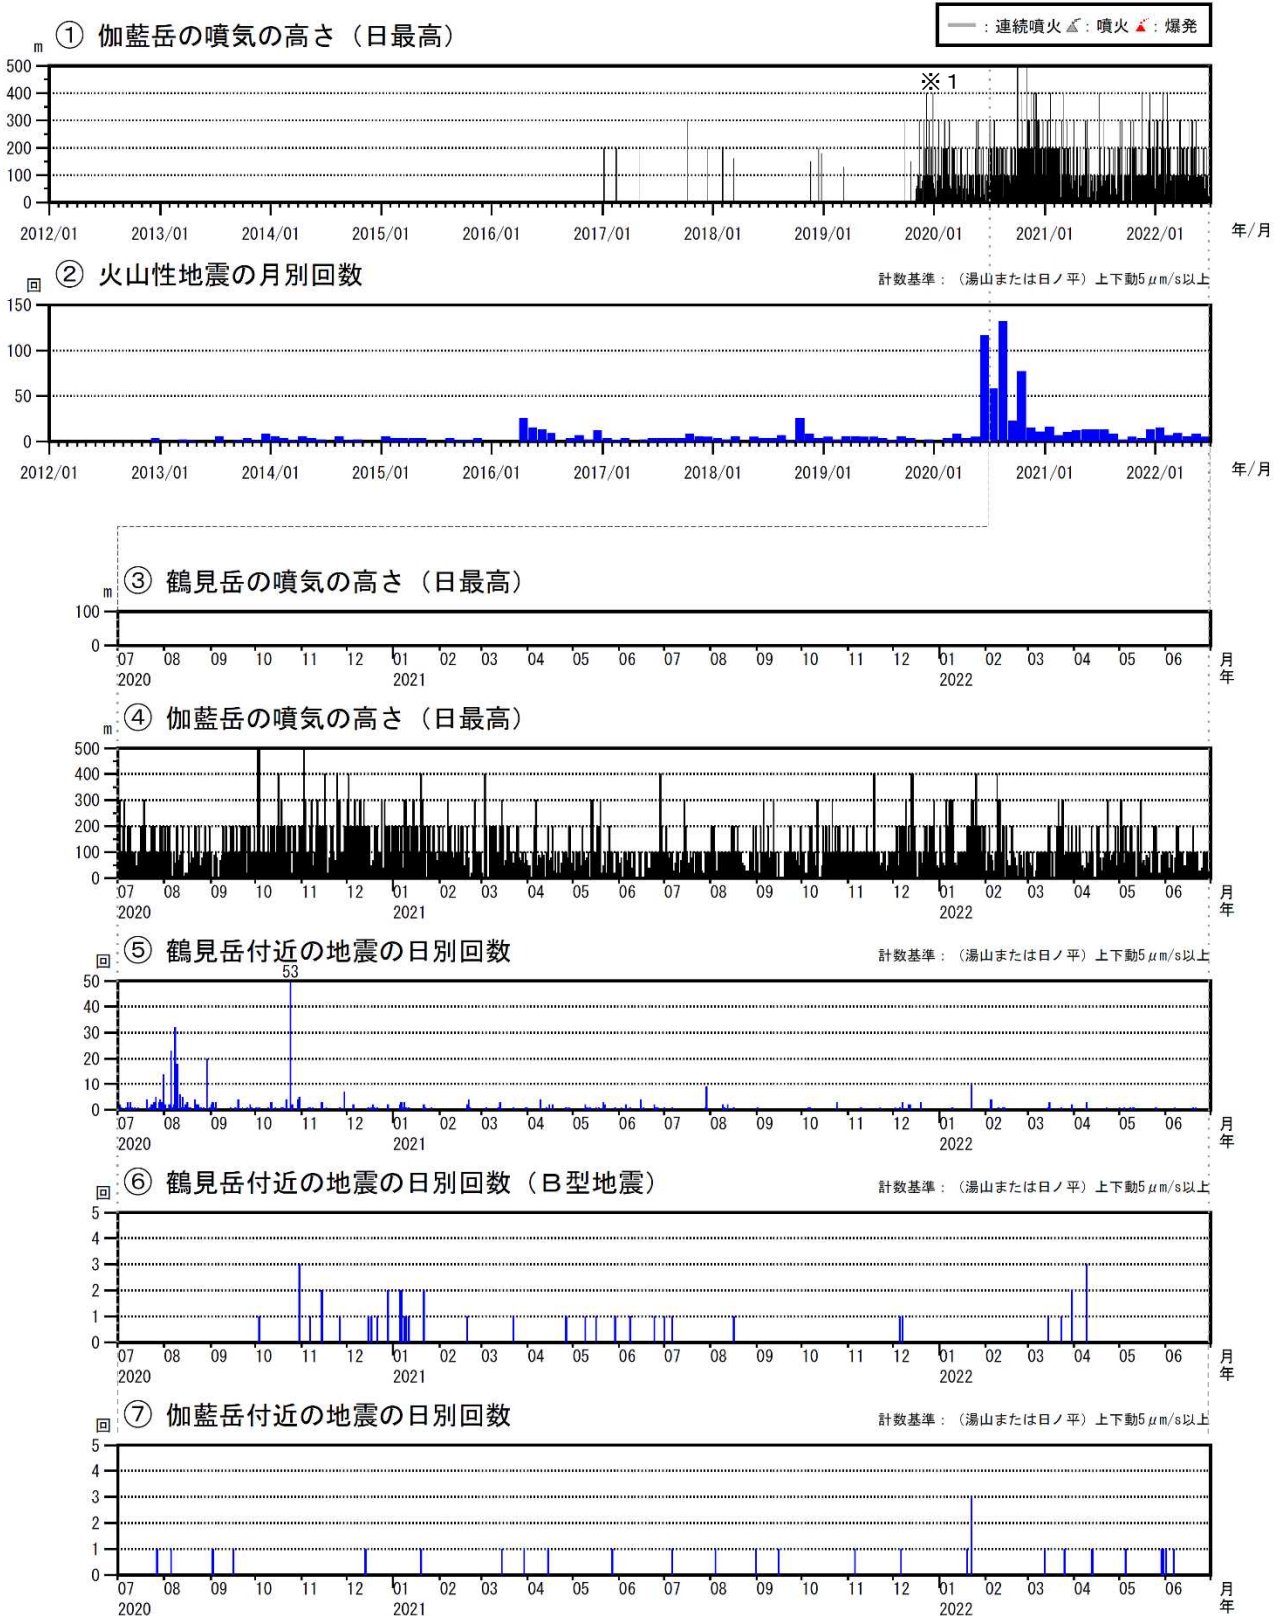 ― : 連続噴火 : 噴火 : 爆発
① 伽藍岳の噴気の高さ（日最高）
m
500
400
300
200
100
0
※1
2012/01 2013/01 2014/01 2015/01 2016/01 2017/01 2018/01 2019/01 2020/01 2021/01 2022/01 年/月
② 火山性地震の月別回数
計数基準：（湯山または日ノ平）上下動5μm/s以上
回
150
100
50
0
2012/01 2013/01 2014/01 2015/01 2016/01 2017/01 2018/01 2019/01 2020/01 2021/01 2022/01 年/月
③ 鶴見岳の噴気の高さ（日最高）
m
100
0
07 08 09 10 11 12 01 02 03 04 05 06 07 08 09 10 11 12 01 02 03 04 05 06 月
2020 2021 2022 年
④ 伽藍岳の噴気の高さ（日最高）
m
500
400
300
200
100
0
07 08 09 10 11 12 01 02 03 04 05 06 07 08 09 10 11 12 01 02 03 04 05 06 月
2020 2021 2022 年
⑤ 鶴見岳付近の地震の日別回数
計数基準：（湯山または日ノ平）上下動5μm/s以上
回
53
50
40
30
20
10
0
07 08 09 10 11 12 01 02 03 04 05 06 07 08 09 10 11 12 01 02 03 04 05 06 月
2020 2021 2022 年
⑥ 鶴見岳付近の地震の日別回数（Ｂ型地震）
計数基準：（湯山または日ノ平）上下動5μm/s以上
回
5
4
3
2
1
0
07 08 09 10 11 12 01 02 03 04 05 06 07 08 09 10 11 12 01 02 03 04 05 06 月
2020 2021 2022 年
⑦ 伽藍岳付近の地震の日別回数
計数基準：（湯山または日ノ平）上下動5μm/s以上
回
5
4
3
2
1
0
07 08 09 10 11 12 01 02 03 04 05 06 07 08 09 10 11 12 01 02 03 04 05 06 月
2020 2021 2022 年